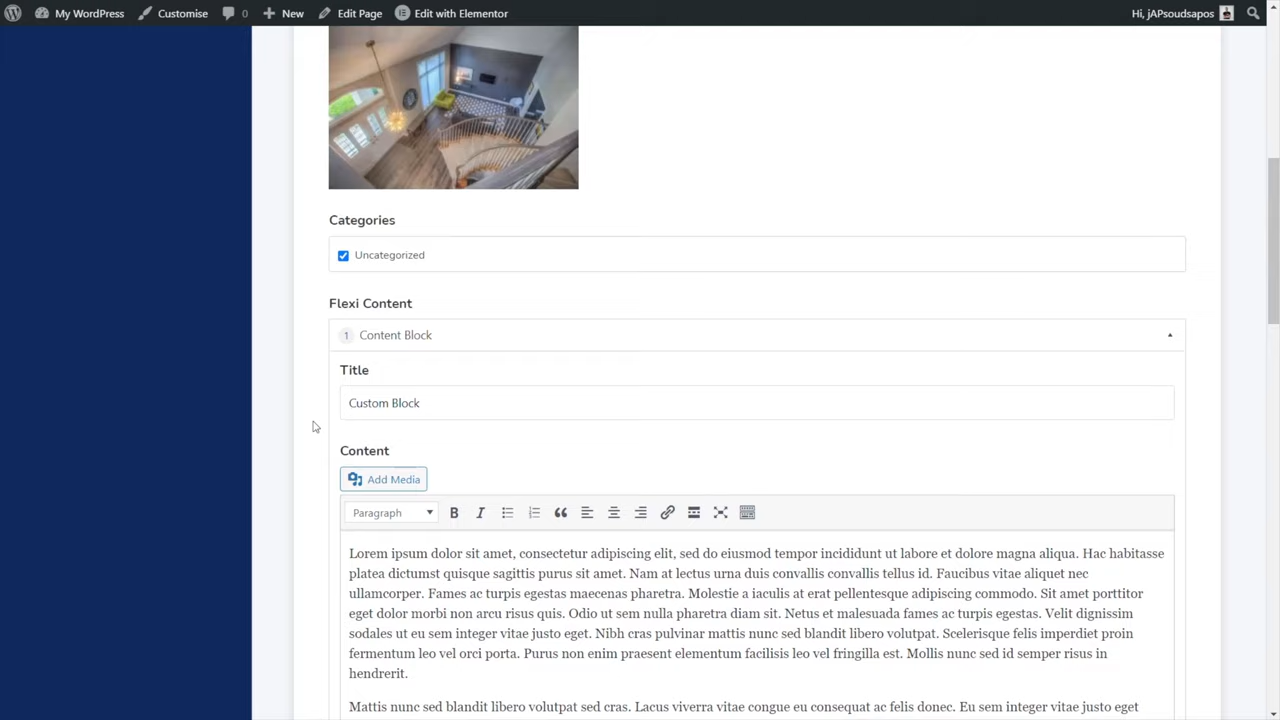 My WordPress Customise 0 New Edit Page Edit with Elementor Hi, jAPsoudsapos
Categories
Uncategorized
Flexi Content
1 Content Block
Title
Custom Block
Content
Add Media
Paragraph
Lorem ipsum dolor sit amet, consectetur adipiscing elit, sed do eiusmod tempor incididunt ut labore et dolore magna aliqua. Hac habitasse
platea dictumst quisque sagittis purus sit amet. Nam at lectus urna duis convallis convallis tellus id. Faucibus vitae aliquet nec
ullamcorper. Fames ac turpis egestas maecenas pharetra. Molestie a iaculis at erat pellentesque adipiscing commodo. Sit amet porttitor
eget dolor morbi non arcu risus quis. Odio ut sem nulla pharetra diam sit. Netus et malesuada fames ac turpis egestas. Velit dignissim
sodales ut eu sem integer vitae justo eget. Nibh cras pulvinar mattis nunc sed blandit libero volutpat. Scelerisque felis imperdiet proin
fermentum leo vel orci porta. Purus non enim praesent elementum facilisis leo vel fringilla est. Mollis nunc sed id semper risus in
hendrerit.
Mattis nunc sed blandit libero volutpat sed cras. Lacus viverra vitae congue eu consequat ac felis donec. Eu sem integer vitae justo eget